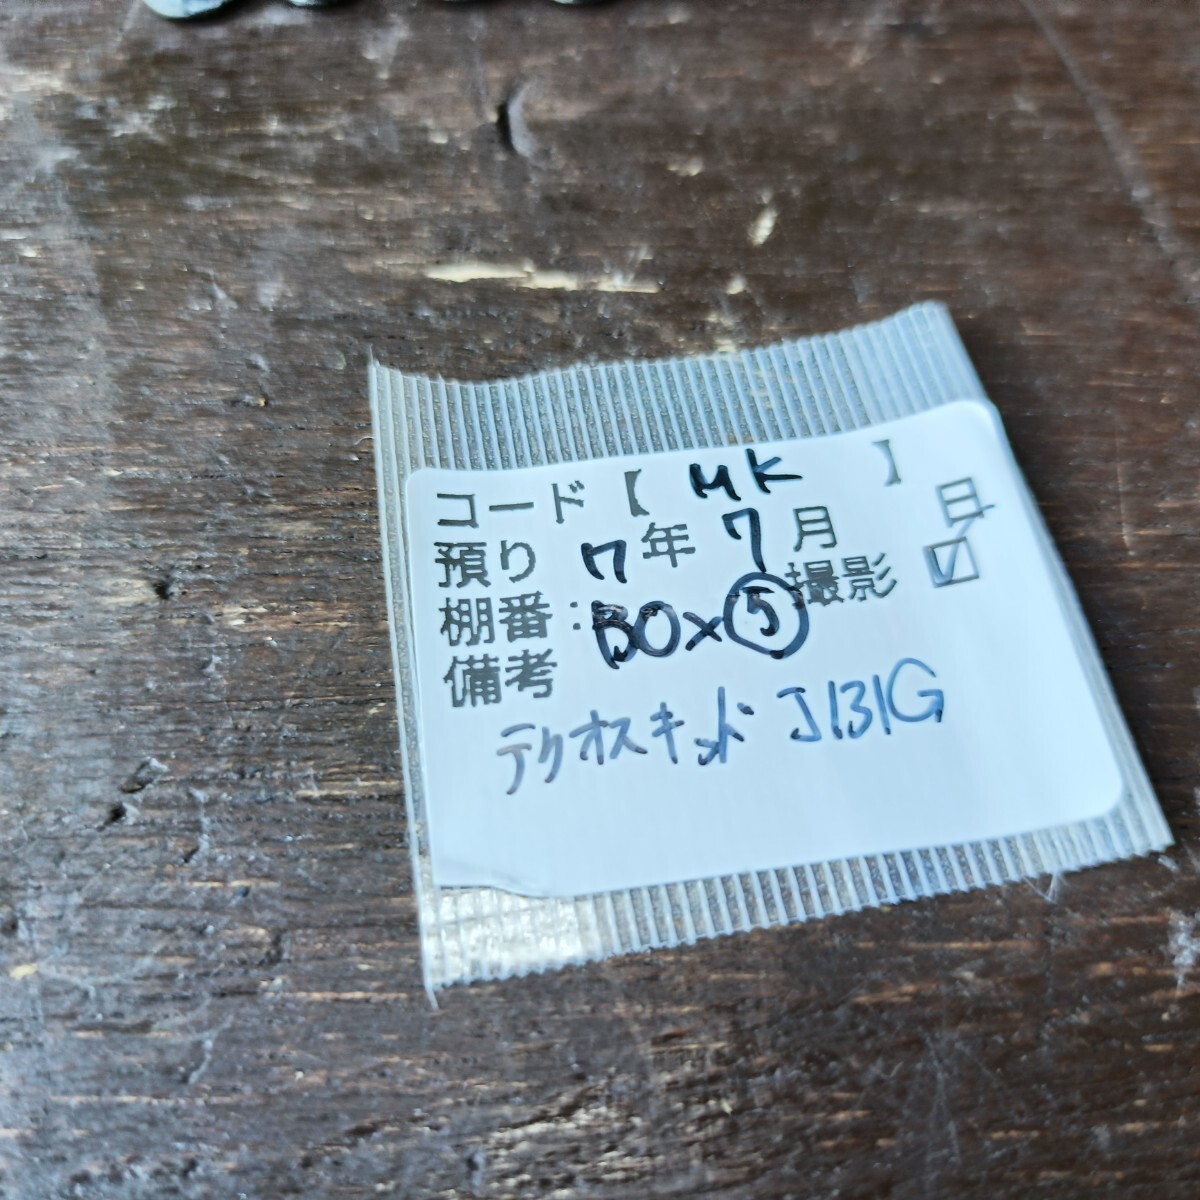 コード【 MK 】
預り 7年 7月 日
棚番:BOX⑤ 撮影 ☑
備考
テクオスキッド J131G